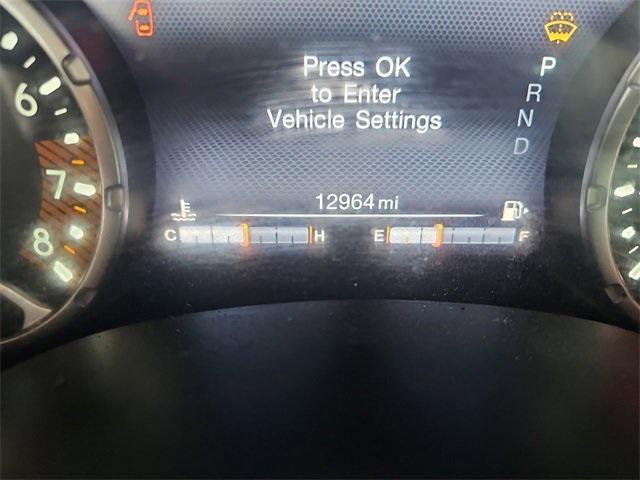 Press OK
to Enter
Vehicle Settings
P
R
N
D
6
7
8
12964 mi
C H E F